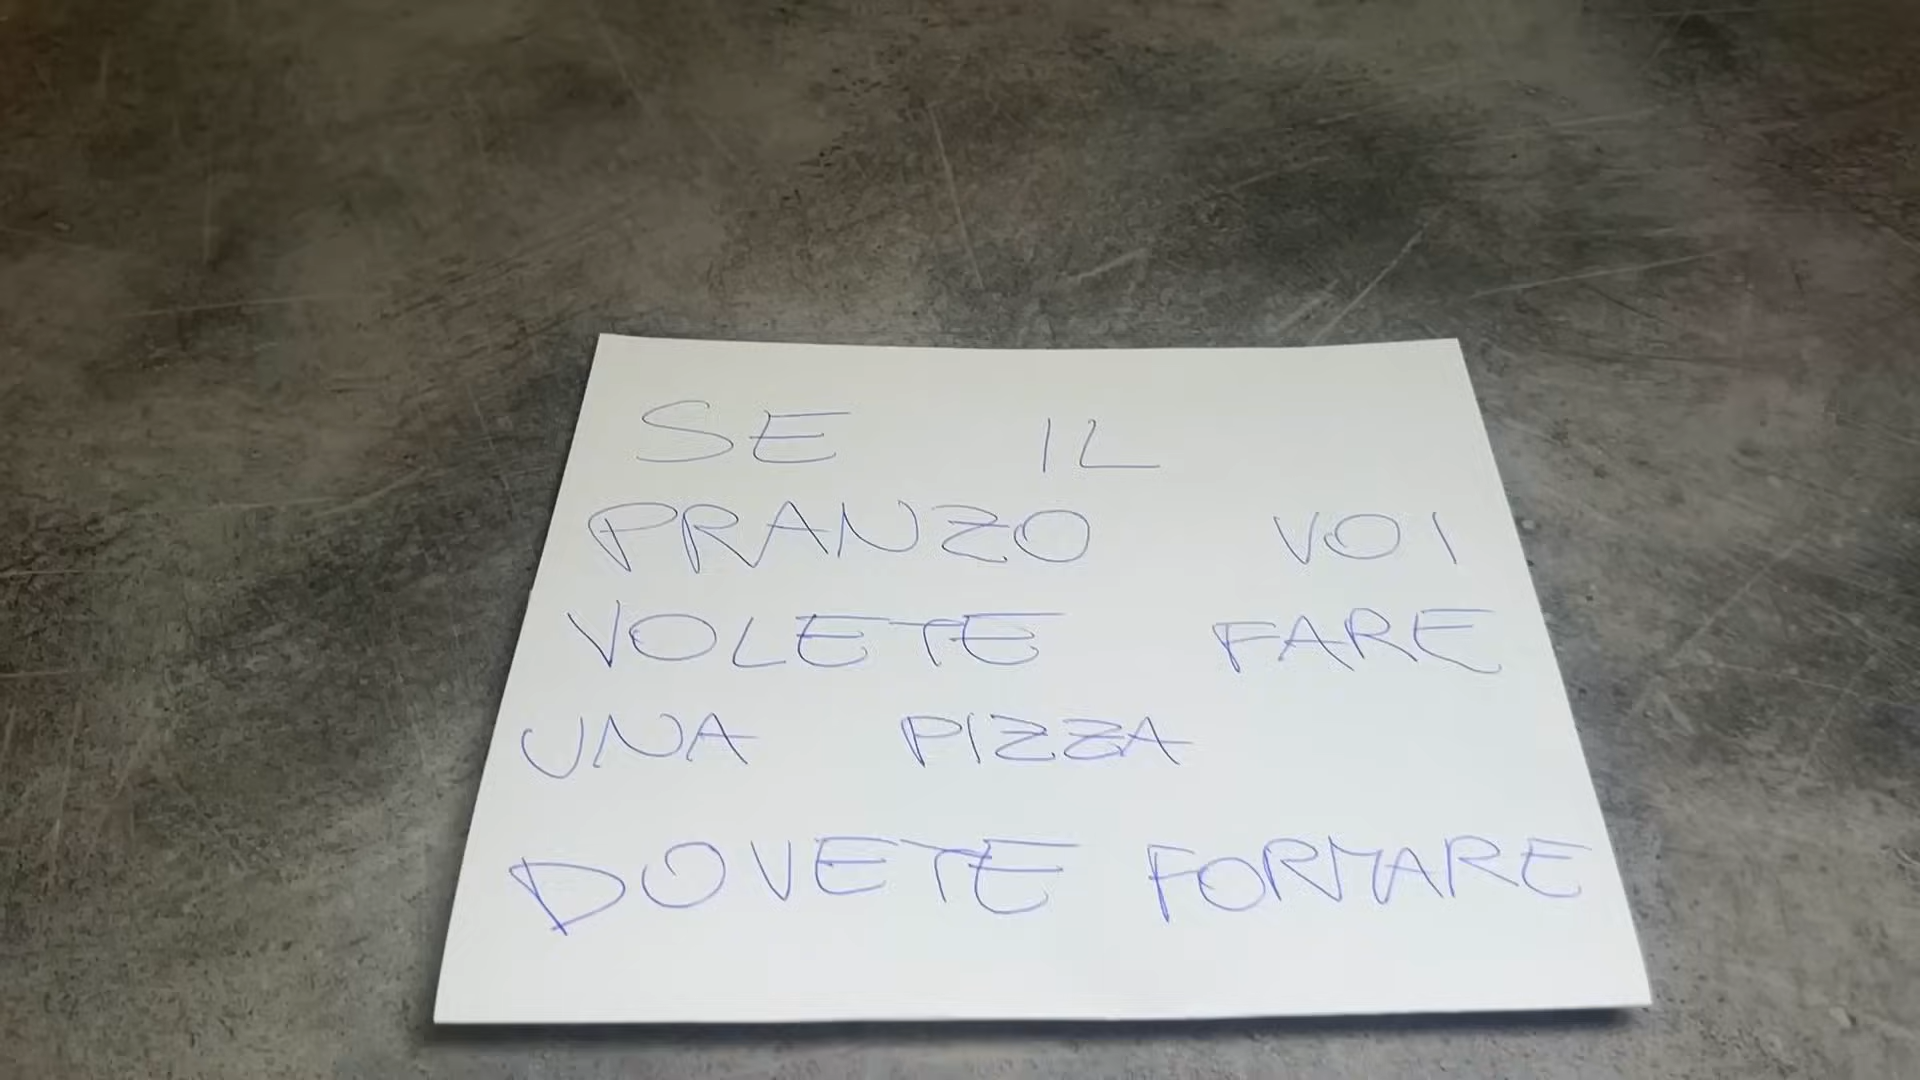 SE IL
PRANZO VOI
VOLETE FARE
UNA PIZZA
DOVETE FORMARE